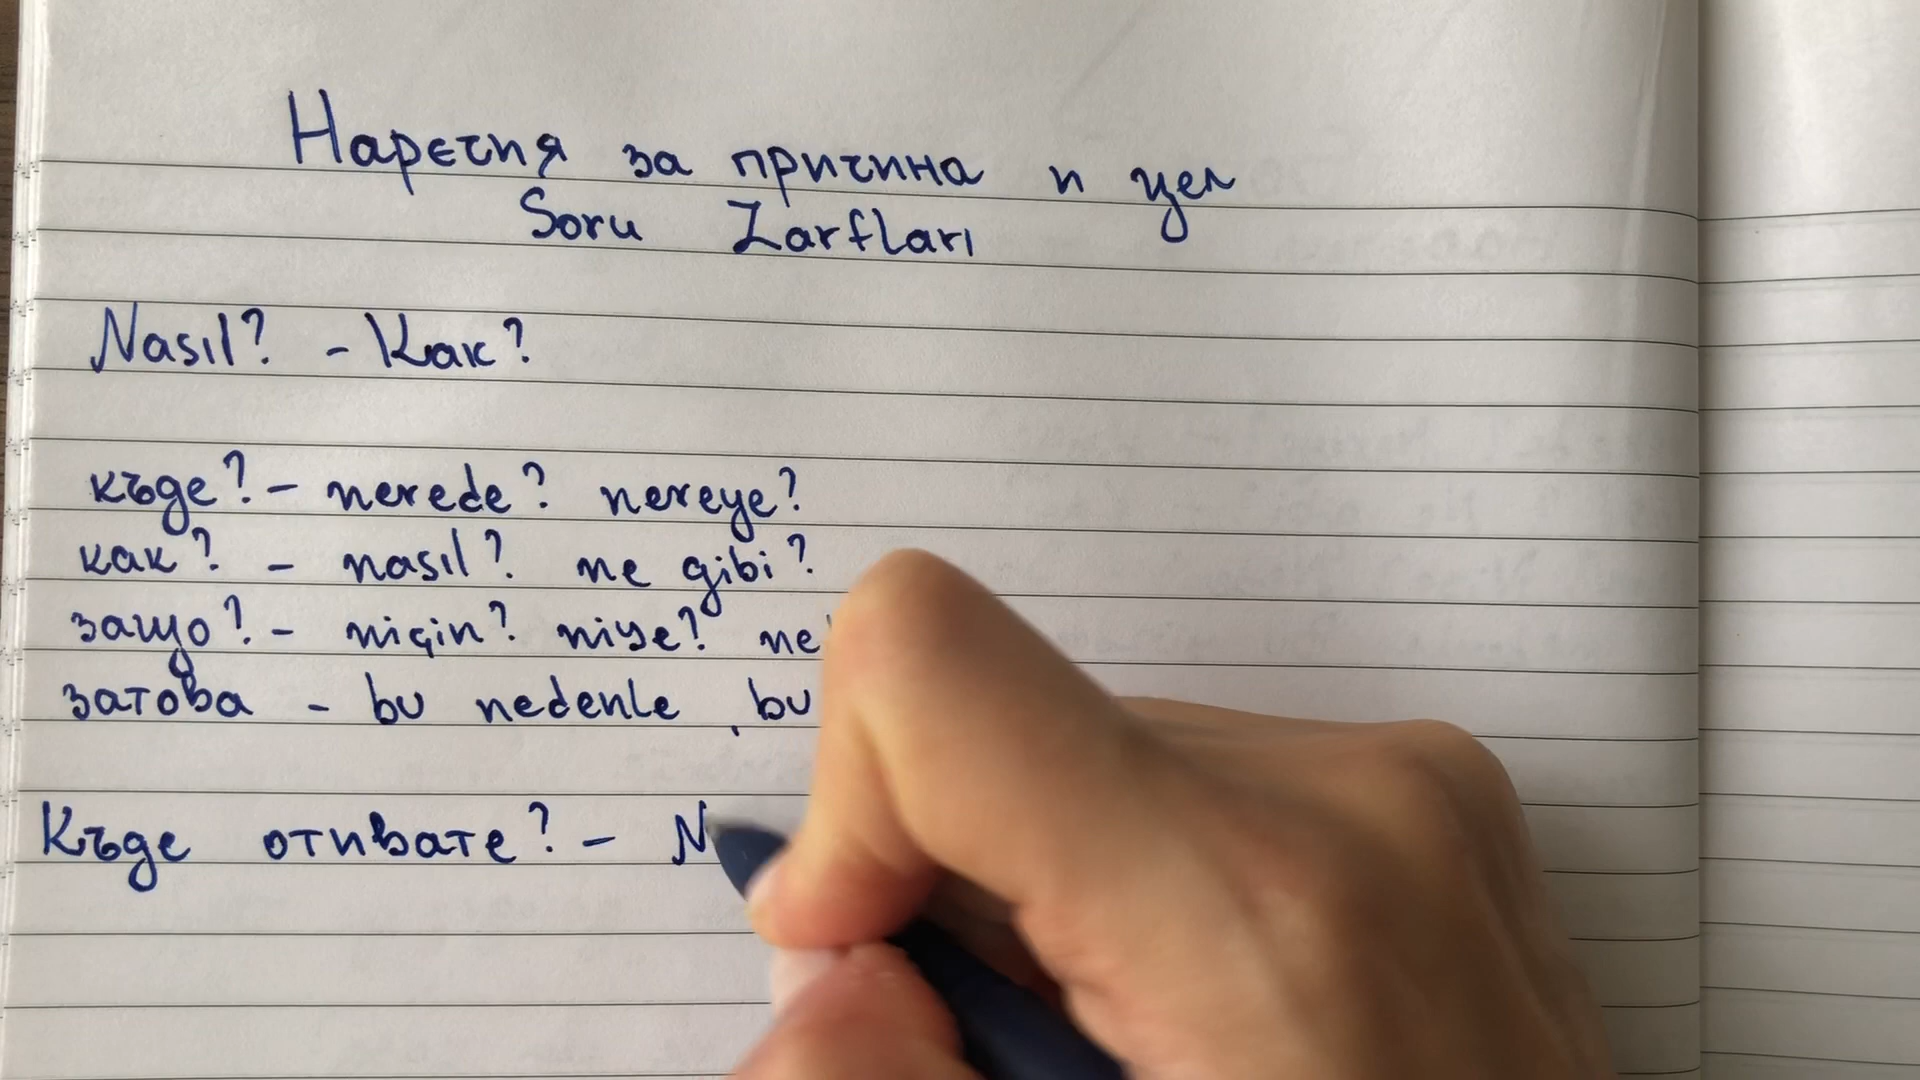 Наречия за причина и цел
Soru Zarfları
Nasıl? - Как?
къде? - nerede? nereye?
как? - nasıl? ne gibi?
защо? - niçin? niye?
затова - bu nedenle, bu
Къде отивате? - N